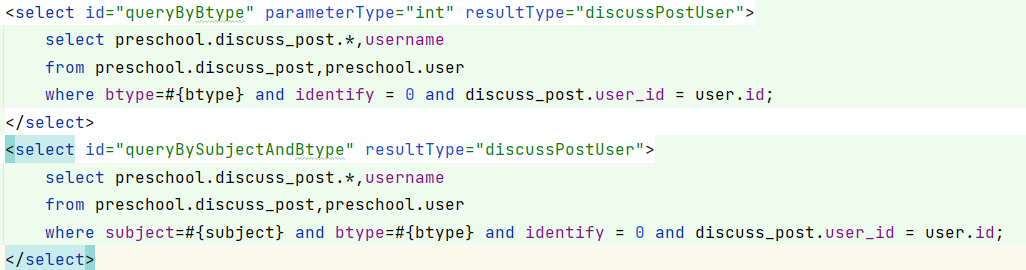 <select id="queryByBtype" parameterType="int" resultType="discussPostUser">
    select preschool.discuss_post.*,username
    from preschool.discuss_post,preschool.user
    where btype=#{btype} and identify = 0 and discuss_post.user_id = user.id;
</select>
<select id="queryBySubjectAndBtype" resultType="discussPostUser">
    select preschool.discuss_post.*,username
    from preschool.discuss_post,preschool.user
    where subject=#{subject} and btype=#{btype} and identify = 0 and discuss_post.user_id = user.id;
</select>